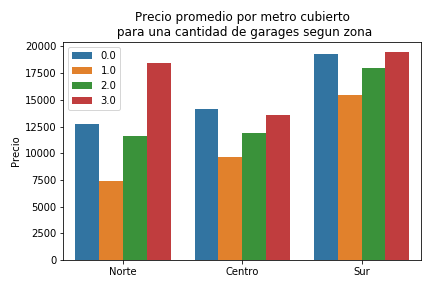 Precio promedio por metro cubierto
para una cantidad de garages segun zona
20000
17500
15000
12500
10000
7500
5000
2500
0
Precio
0.0
1.0
2.0
3.0
Norte
Centro
Sur